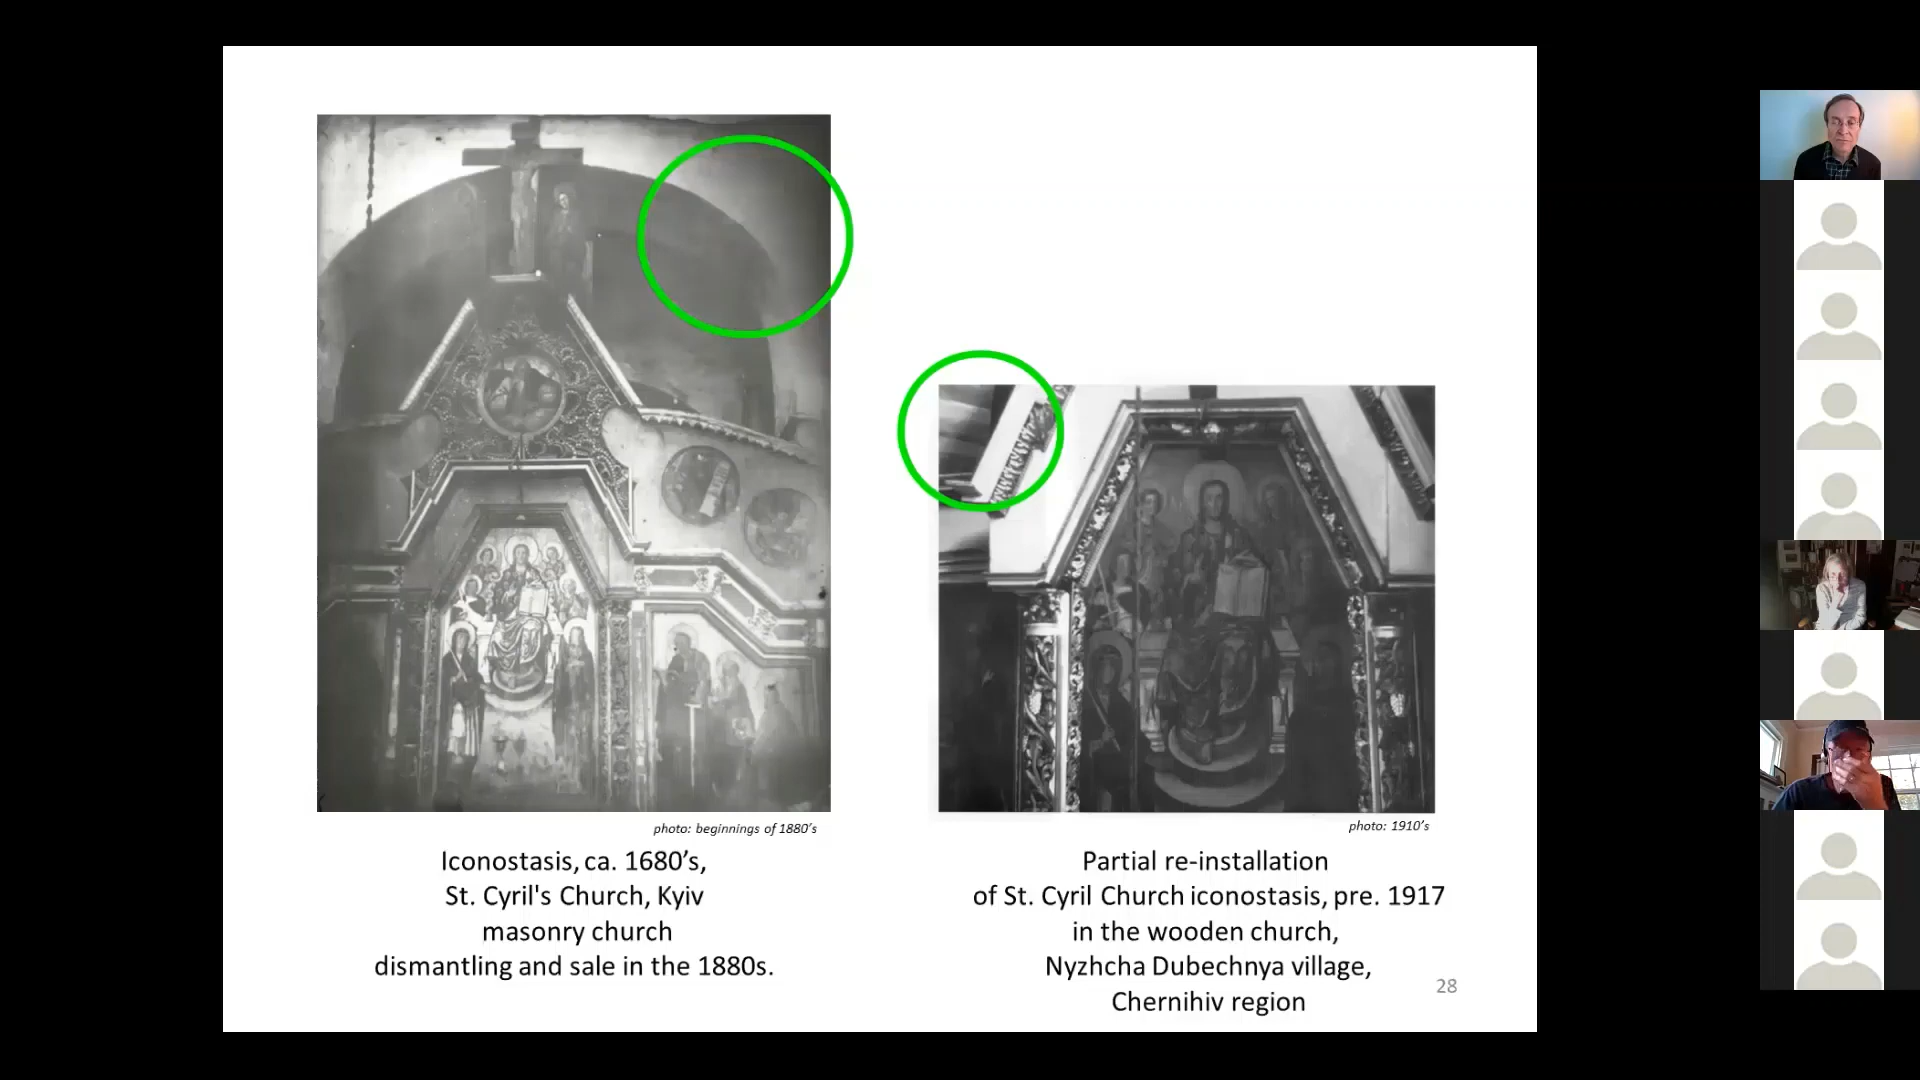 photo: beginnings of 1880's
Iconostasis, ca. 1680's,
St. Cyril's Church, Kyiv
masonry church
dismantling and sale in the 1880s.
photo: 1910's
Partial re-installation
of St. Cyril Church iconostasis, pre. 1917
in the wooden church,
Nyzhcha Dubechnya village,
Chernihiv region
28